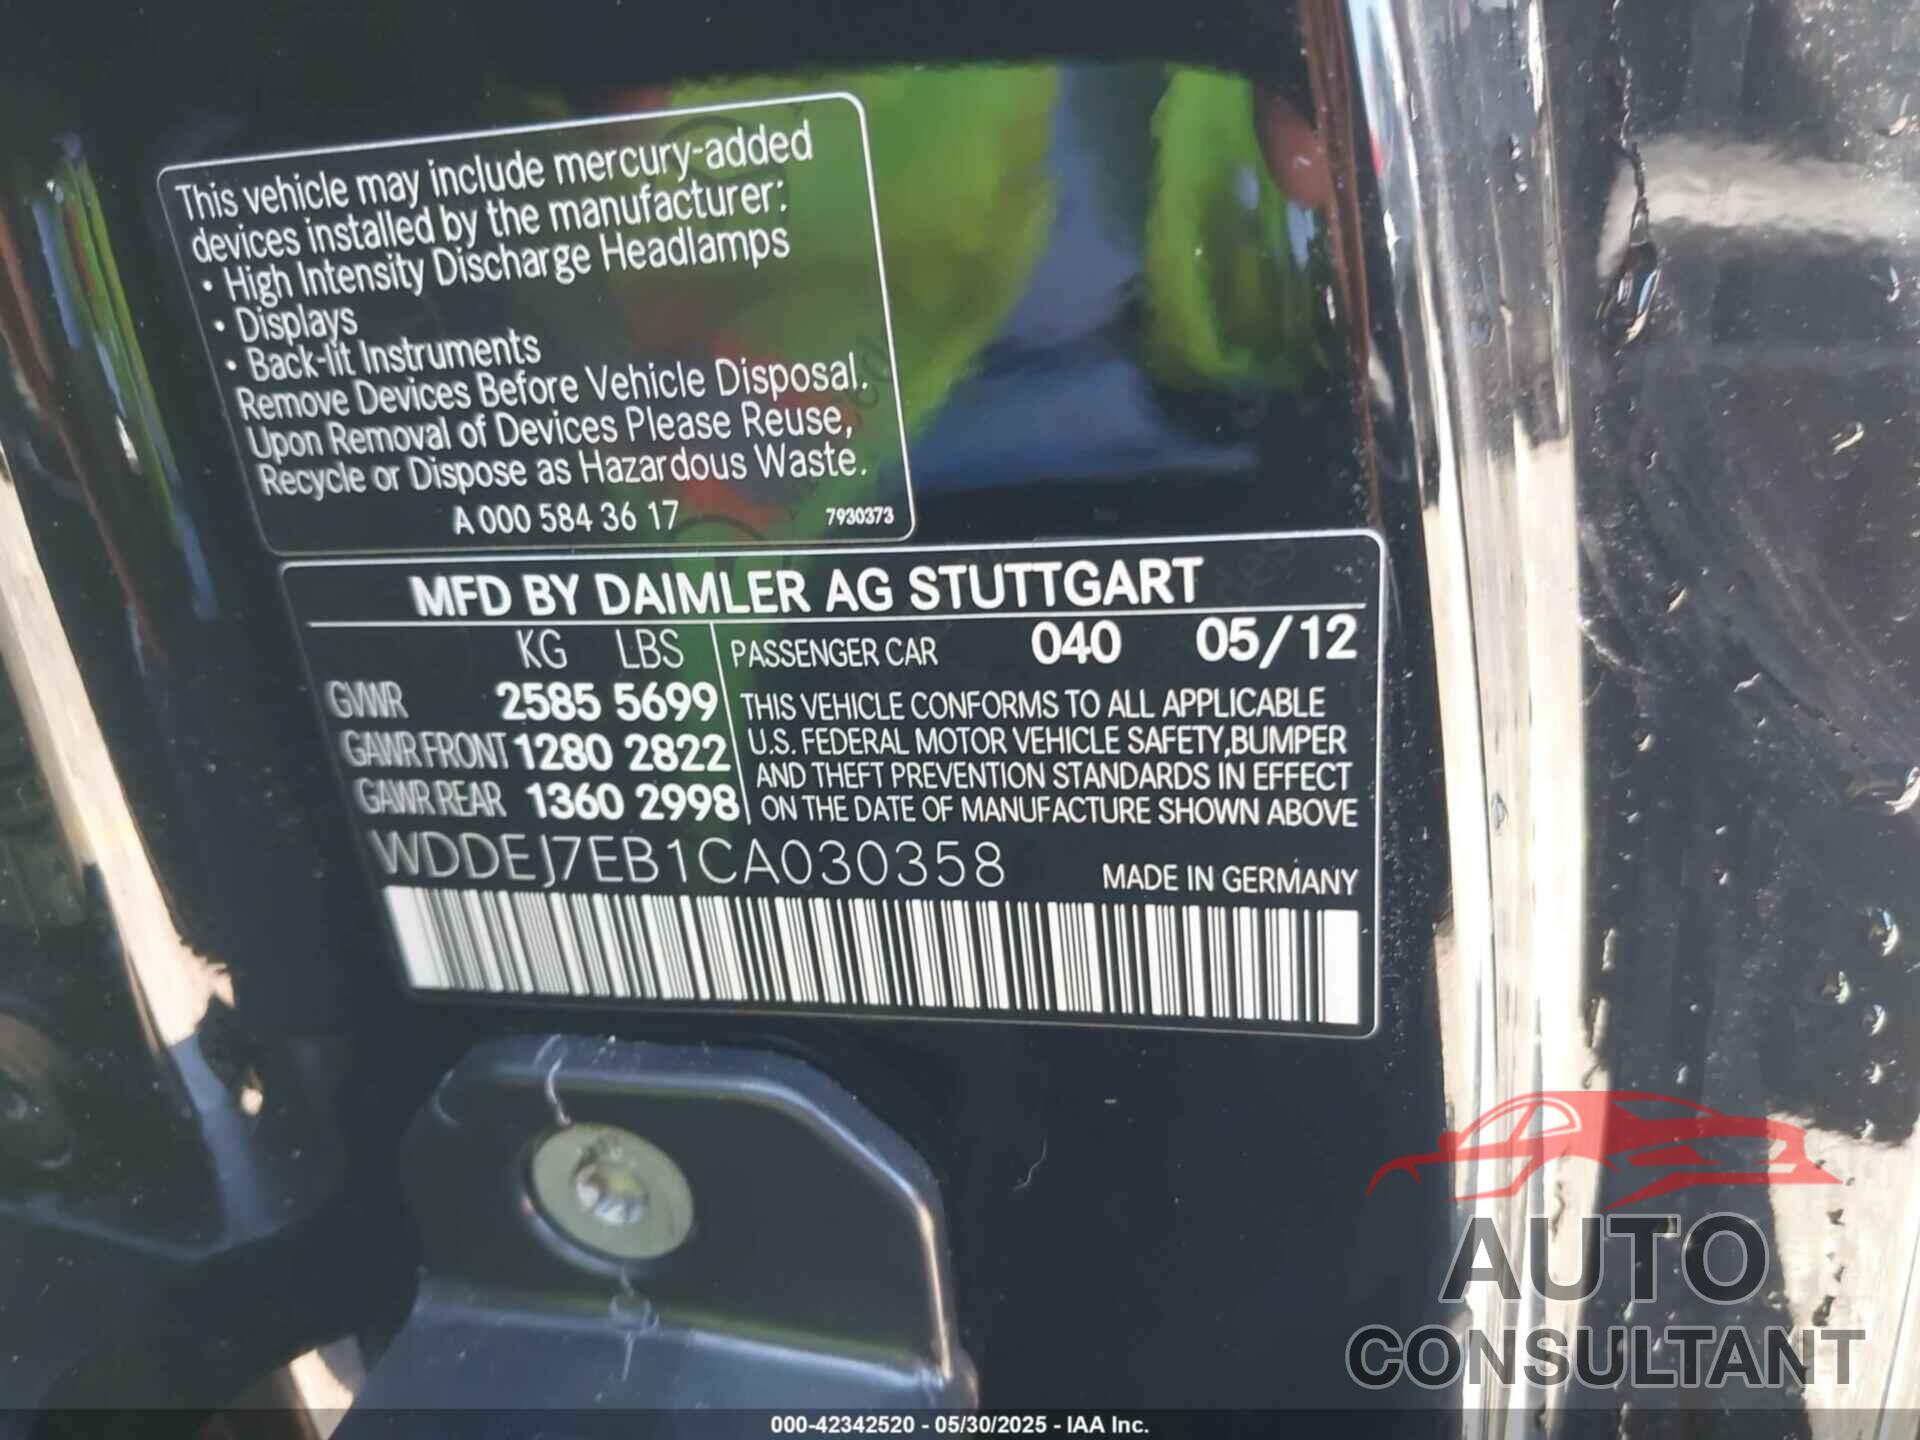 This vehicle may include mercury-added
devices installed by the manufacturer:
• High Intensity Discharge Headlamps
• Displays
• Back-lit Instruments
Remove Devices Before Vehicle Disposal.
Upon Removal of Devices Please Reuse,
Recycle or Dispose as Hazardous Waste.
A 000 584 36 17 7930373
MFD BY DAIMLER AG STUTTGART
KG LBS PASSENGER CAR 040 05/12
GVWR 2585 5699
GAWR FRONT 1280 2822
GAWR REAR 1360 2998
THIS VEHICLE CONFORMS TO ALL APPLICABLE
U.S. FEDERAL MOTOR VEHICLE SAFETY,BUMPER
AND THEFT PREVENTION STANDARDS IN EFFECT
ON THE DATE OF MANUFACTURE SHOWN ABOVE
WDDEJ7EB1CA030358 MADE IN GERMANY
AUTO
CONSULTANT
000-42342520 - 05/30/2025 - IAA Inc.